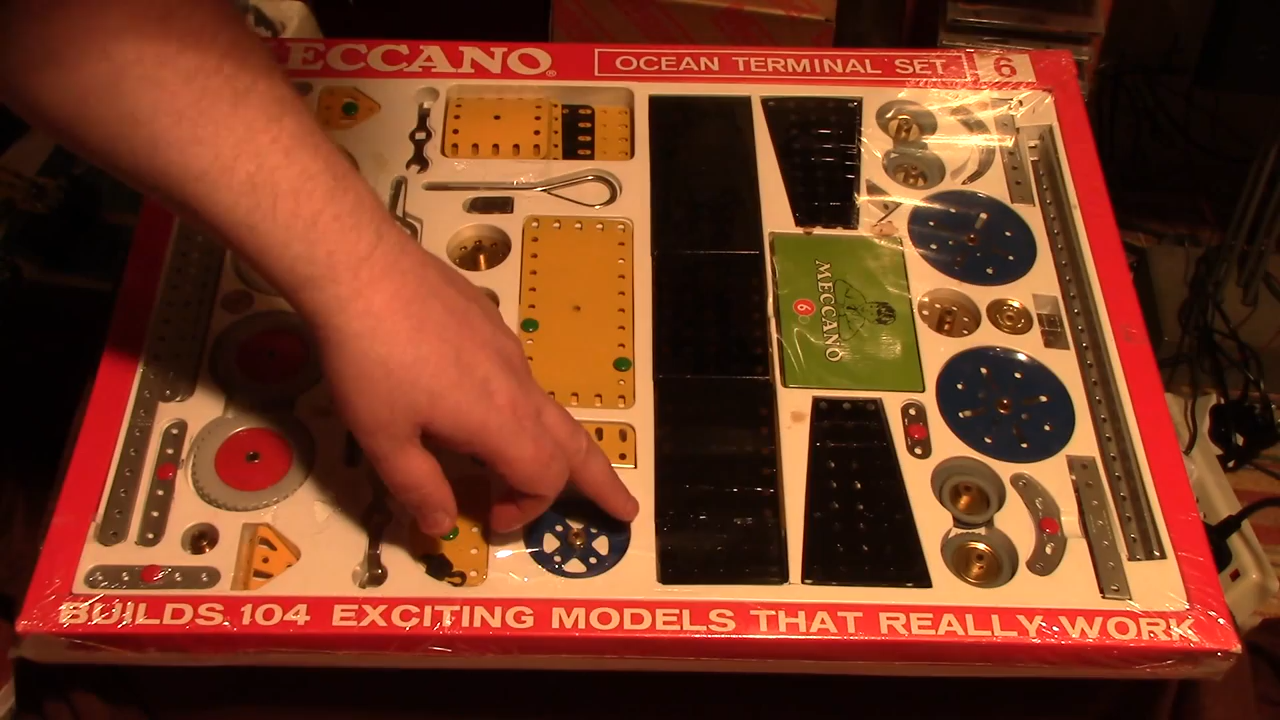 ECCANO®
OCEAN TERMINAL SET
6
MECCANO
6
BUILDS 104 EXCITING MODELS THAT REALLY WORK